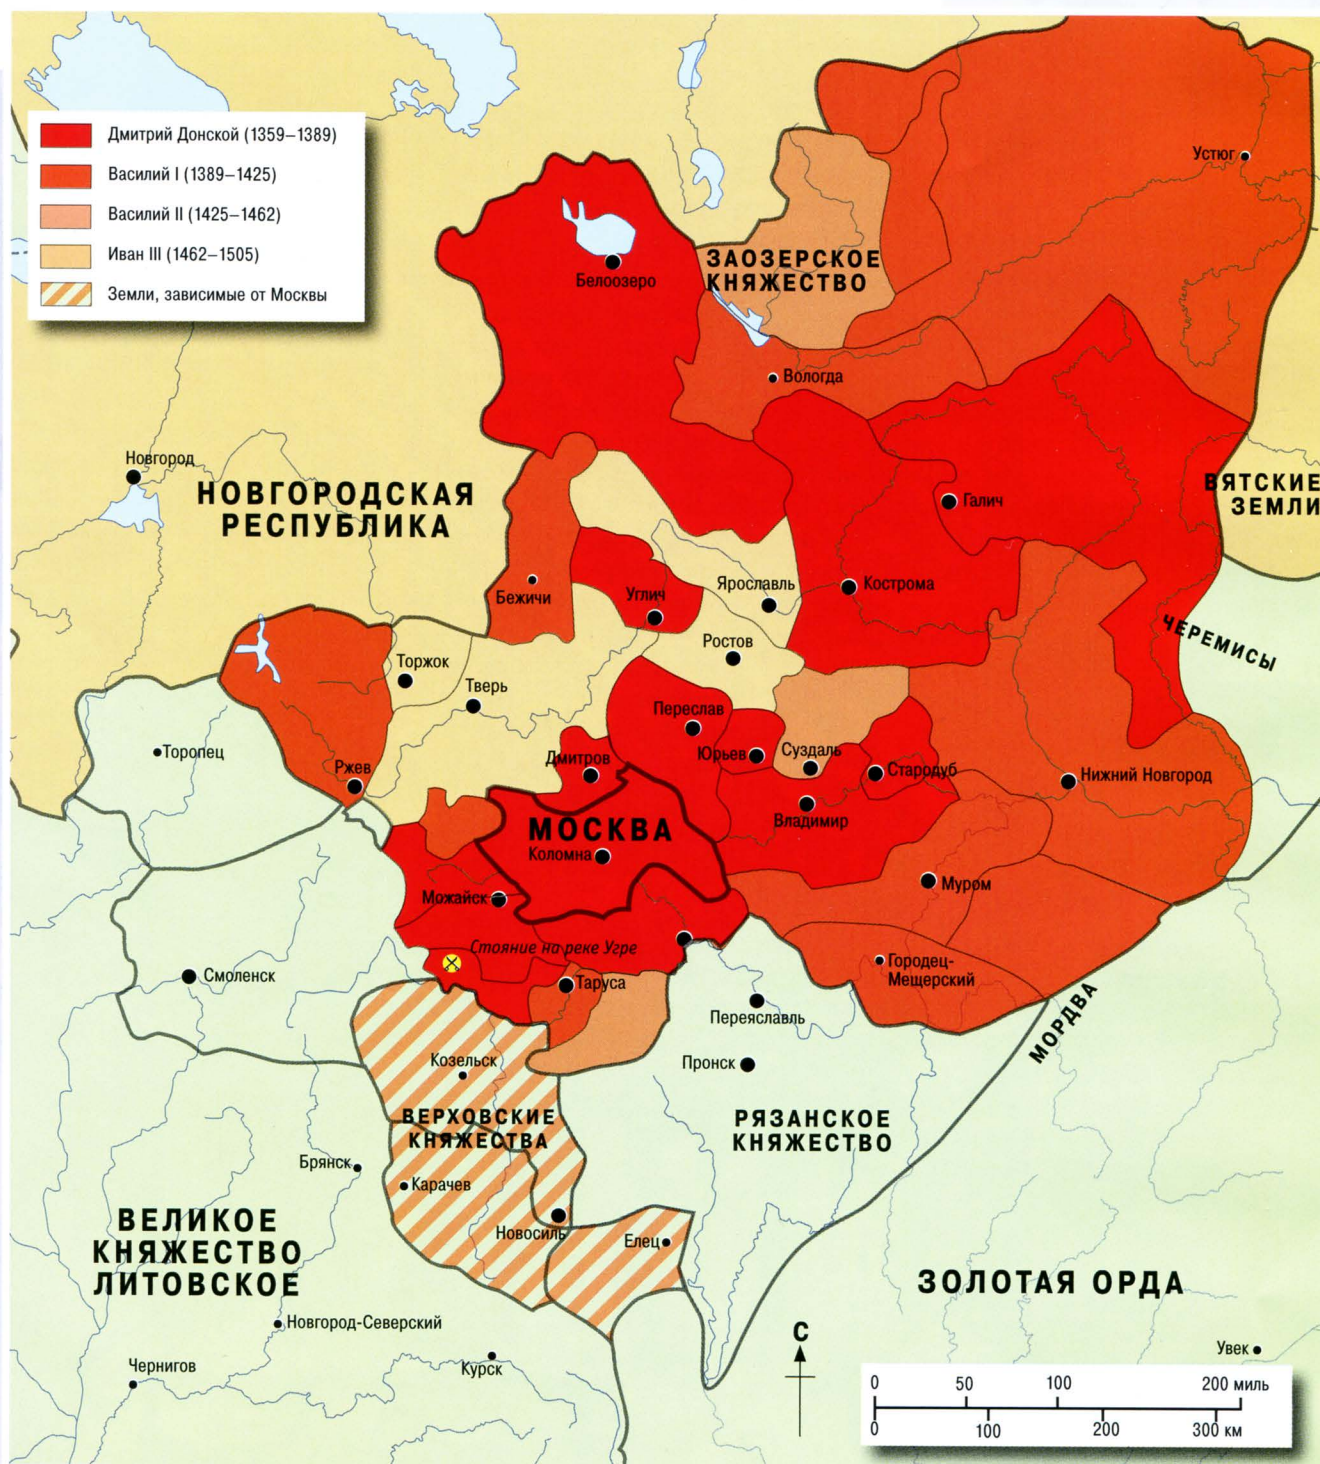 Дмитрий Донской (1359–1389)
Василий I (1389–1425)
Василий II (1425–1462)
Иван III (1462–1505)
Земли, зависимые от Москвы
Устюг
ЗАОЗЕРСКОЕ
КНЯЖЕСТВО
Белоозеро
Вологда
Новгород
НОВГОРОДСКАЯ
РЕСПУБЛИКА
Галич
ВЯТСКИЕ
ЗЕМЛИ
Бежичи
Углич
Ярославль
Кострома
ЧЕРЕМИСЫ
Ростов
Торжок
Тверь
Переслав
Торопец
Ржев
Дмитров
Юрьев
Суздаль
Стародуб
Нижний Новгород
Владимир
МОСКВА
Коломна
Можайск
Муром
Стояние на реке Угре
Городец-
Мещерский
Смоленск
Таруса
Переяславль
МОРДВА
Козельск
Пронск
ВЕРХОВСКИЕ
КНЯЖЕСТВА
РЯЗАНСКОЕ
КНЯЖЕСТВО
Брянск
Карачев
Новосиль
Елец
ВЕЛИКОЕ
КНЯЖЕСТВО
ЛИТОВСКОЕ
ЗОЛОТАЯ ОРДА
Новгород-Северский
Чернигов
Курск
Увек
С
0 50 100 200 миль
0 100 200 300 км